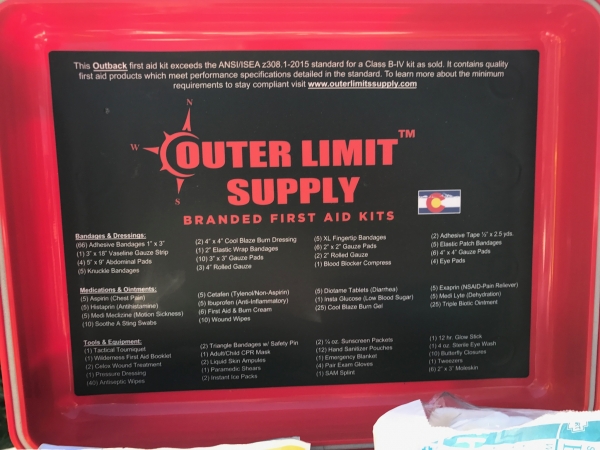 This Outback first aid kit exceeds the ANSI/ISEA z308.1-2015 standard for a Class B-IV kit as sold. It contains quality
first aid products which meet performance specifications detailed in the standard. To learn more about the minimum
requirements to stay compliant visit www.outerlimitssupply.com
N
W
S
OUTER LIMIT™
SUPPLY
BRANDED FIRST AID KITS
Bandages & Dressings:
(66) Adhesive Bandages 1" x 3"
(1) 3" x 18" Vaseline Gauze Strip
(4) 5" x 9" Abdominal Pads
(5) Knuckle Bandages
(2) 4" x 4" Cool Blaze Burn Dressing
(1) 2" Elastic Wrap Bandages
(10) 3" x 3" Gauze Pads
(3) 4" Rolled Gauze
(5) XL Fingertip Bandages
(6) 2" x 2" Gauze Pads
(2) 2" Rolled Gauze
(1) Blood Blocker Compress
(2) Adhesive Tape ½" x 2.5 yds.
(5) Elastic Patch Bandages
(6) 4" x 4" Gauze Pads
(4) Eye Pads
Medications & Ointments:
(5) Aspirin (Chest Pain)
(5) Histaprin (Antihistamine)
(5) Medi Meclizine (Motion Sickness)
(10) Soothe A Sting Swabs
(5) Cetafen (Tylenol/Non-Aspirin)
(5) Ibuprofen (Anti-Inflammatory)
(6) First Aid & Burn Cream
(10) Wound Wipes
(5) Diotame Tablets (Diarrhea)
(1) Insta Glucose (Low Blood Sugar)
(25) Cool Blaze Burn Gel
(5) Exaprin (NSAID-Pain Reliever)
(5) Medi Lyte (Dehydration)
(25) Triple Biotic Ointment
Tools & Equipment:
(1) Tactical Tourniquet
(1) Wilderness First Aid Booklet
(2) Celox Wound Treatment
(1) Pressure Dressing
(40) Antiseptic Wipes
(2) Triangle Bandages w/ Safety Pin
(1) Adult/Child CPR Mask
(2) Liquid Skin Ampules
(1) Paramedic Shears
(2) Instant Ice Packs
(2) ¼ oz. Sunscreen Packets
(12) Hand Sanitizer Pouches
(1) Emergency Blanket
(4) Pair Exam Gloves
(1) SAM Splint
(1) 12 hr. Glow Stick
(1) 4 oz. Sterile Eye Wash
(10) Butterfly Closures
(1) Tweezers
(6) 2" x 3" Moleskin